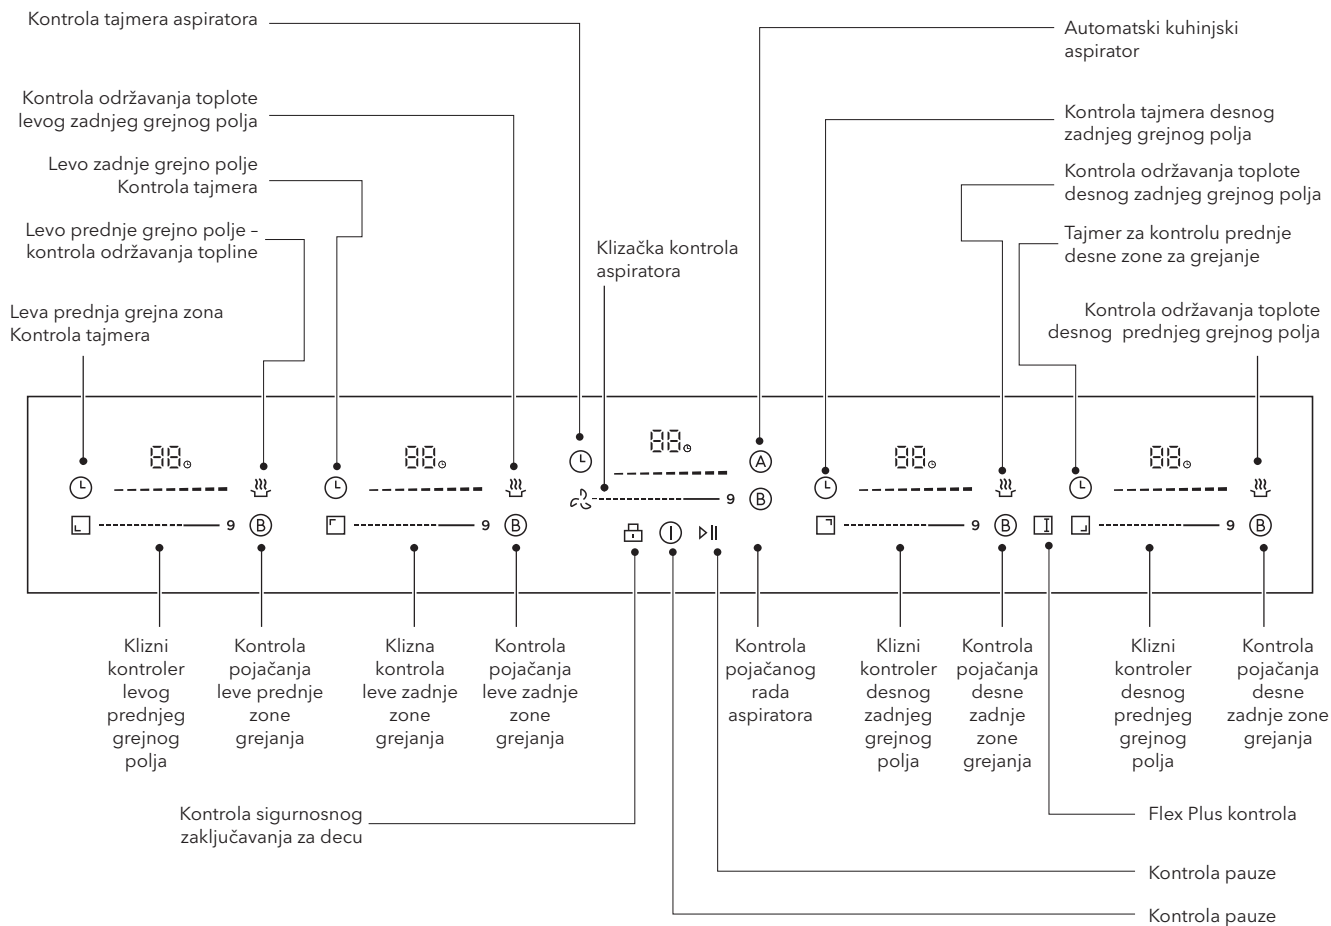 Kontrola tajmera aspiratora
Automatski kuhinjski
aspirator
Kontrola održavanja toplote
levog zadnjeg grejnog polja
Kontrola tajmera desnog
zadnjeg grejnog polja
Levo zadnje grejno polje
Kontrola tajmera
Kontrola održavanja toplote
desnog zadnjeg grejnog polja
Levo prednje grejno polje –
kontrola održavanja topline
Klizačka kontrola
aspiratora
Tajmer za kontrolu prednje
desne zone za grejanje
Leva prednja grejna zona
Kontrola tajmera
Kontrola održavanja toplote
desnog  prednjeg grejnog polja
88
88
88
88
88
A
9
B
9
B
9
B
9
B
9
B
Klizni
kontroler
levog
prednjeg
grejnog
polja
Kontrola
pojačanja
leve prednje
zone
grejanja
Klizna
kontrola
leve zadnje
zone
grejanja
Kontrola
pojačanja
leve zadnje
zone
grejanja
Kontrola
pojačanog
rada
aspiratora
Klizni
kontroler
desnog
zadnjeg
grejnog
polja
Kontrola
pojačanja
desne
zadnje
zone
grejanja
Klizni
kontroler
desnog
prednjeg
grejnog
polja
Kontrola
pojačanja
desne
zadnje zone
grejanja
Kontrola sigurnosnog
zaključavanja za decu
Flex Plus kontrola
Kontrola pauze
Kontrola pauze